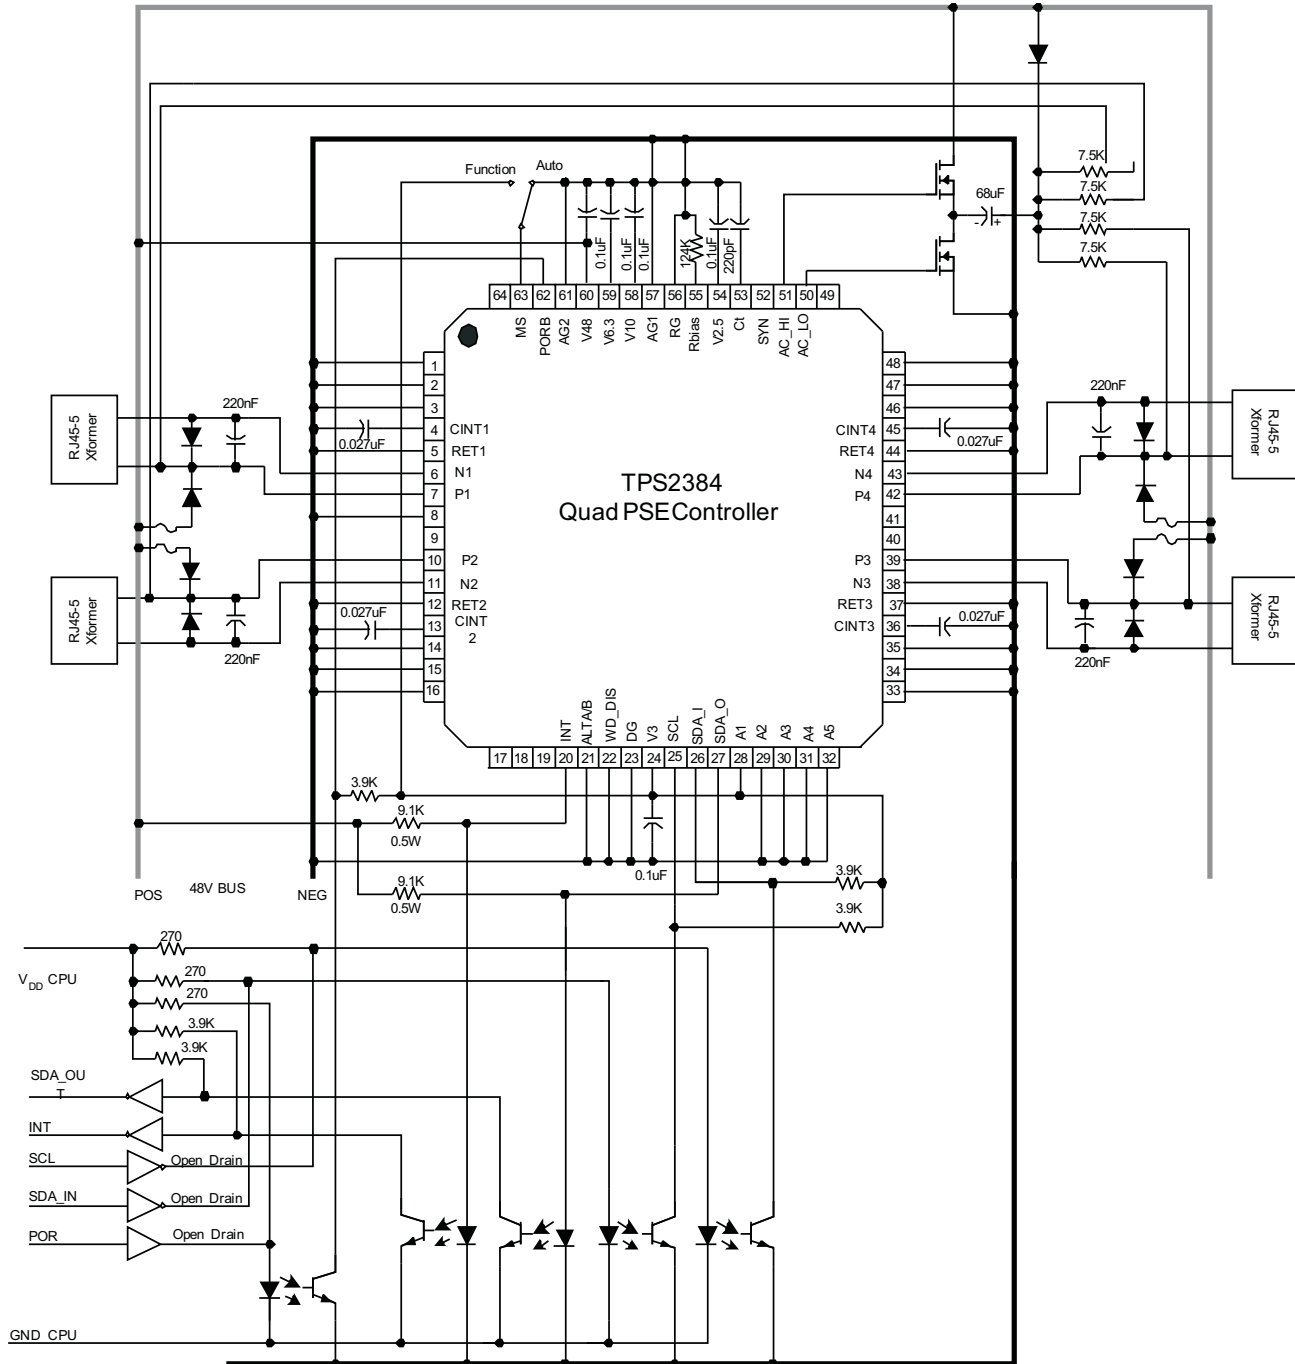 Function
Auto
7.5K
7.5K
7.5K
7.5K
68uF
-
+
0.1uF
0.1uF
0.1uF
124K
0.1uF
220pF
64 63 62 61 60 59 58 57 56 55 54 53 52 51 50 49
MS
PORB
AG2
V48
V6.3
V10
AG1
RG
Rbias
V2.5
Ct
SYN
AC_HI
AC_LO
1
2
3
4 CINT1
5 RET1
6 N1
7 P1
8
9
10 P2
11 N2
12 RET2
13 CINT
2
14
15
16
48
47
46
CINT4 45
RET4 44
N4 43
P4 42
41
40
P3 39
N3 38
RET3 37
CINT3 36
35
34
33
TPS2384
Quad PSE Controller
RJ45-5
Xformer
220nF
0.027uF
RJ45-5
Xformer
220nF
0.027uF
220nF
0.027uF
RJ45-5
Xformer
220nF
0.027uF
RJ45-5
Xformer
INT
ALTA/B
WD_DIS
DG
V3
SCL
SDA_I
SDA_O
A1
A2
A3
A4
A5
17 18 19 20 21 22 23 24 25 26 27 28 29 30 31 32
3.9K
9.1K
0.5W
0.1uF
9.1K
0.5W
3.9K
3.9K
POS
48V BUS
NEG
270
VDD CPU
270
270
3.9K
3.9K
SDA_OU
T
INT
SCL
Open Drain
SDA_IN
Open Drain
POR
Open Drain
GND CPU